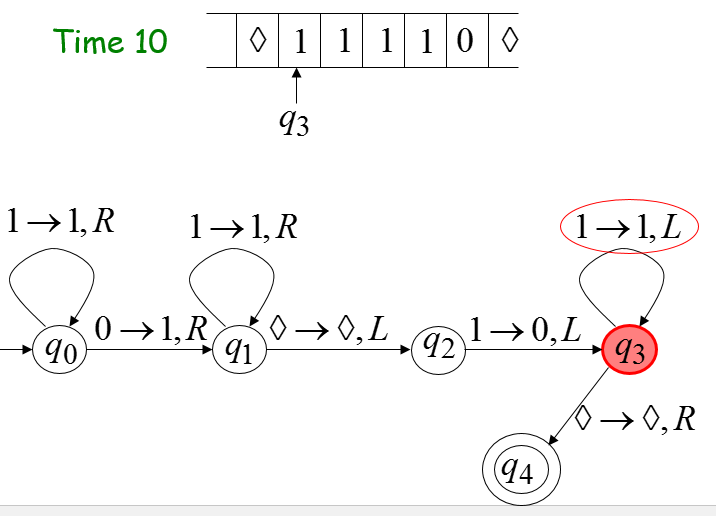 Time 10
◊ 1 1 1 1 0 ◊
q₃
1 → 1, R
1 → 1, R
1 → 1, L
0 → 1, R
◊ → ◊, L
1 → 0, L
q₀
q₁
q₂
q₃
◊ → ◊, R
q₄